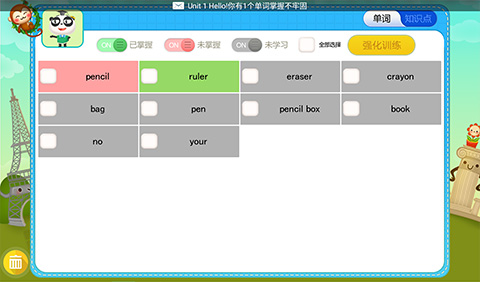 Unit 1 Hello!你有1个单词掌握不牢固
单词 知识点
ON 已掌握 ON 未掌握 ON 未学习 全部选择 强化训练
pencil ruler eraser crayon
bag pen pencil box book
no your